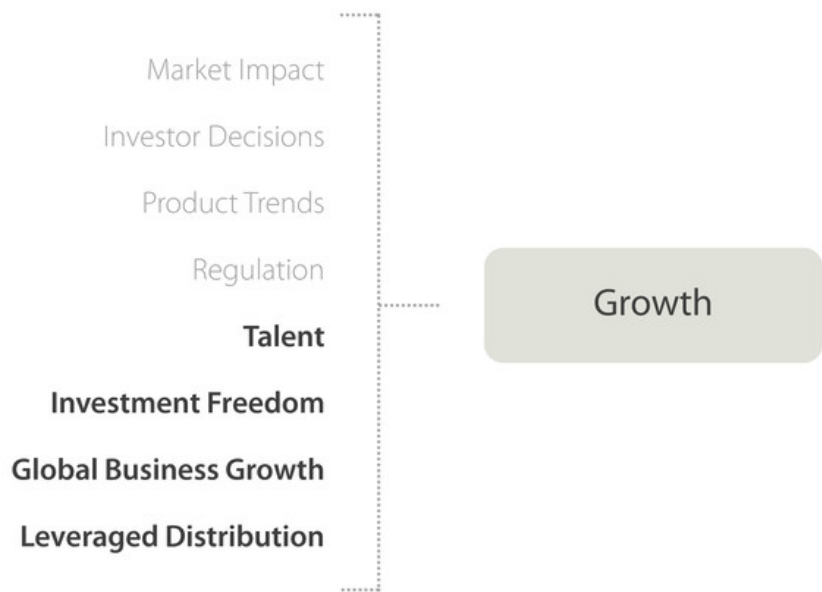 Market Impact
Investor Decisions
Product Trends
Regulation
Talent
Investment Freedom
Global Business Growth
Leveraged Distribution
Growth